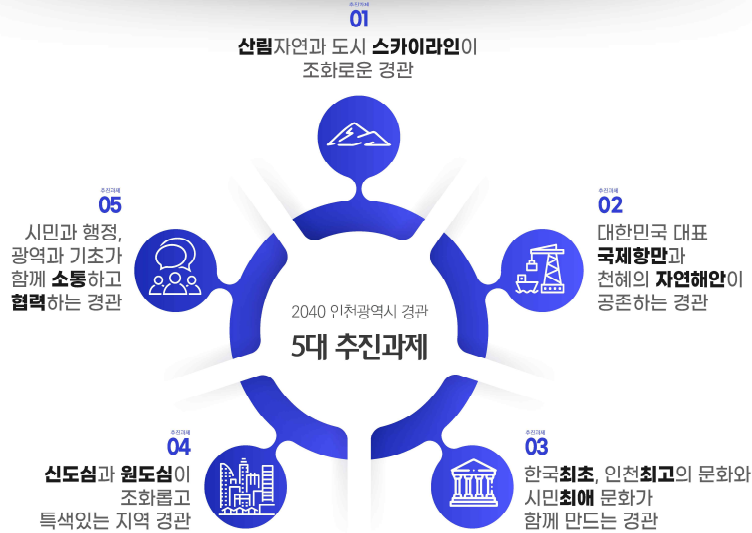 추진과제
01
산림자연과 도시 스카이라인이
조화로운 경관
추진과제
02
대한민국 대표
국제항만과
천혜의 자연해안이
공존하는 경관
추진과제
03
한국최초, 인천최고의 문화와
시민최애 문화가
함께 만드는 경관
추진과제
04
신도심과 원도심이
조화롭고
특색있는 지역 경관
추진과제
05
시민과 행정,
광역과 기초가
함께 소통하고
협력하는 경관
2040 인천광역시 경관
5대 추진과제